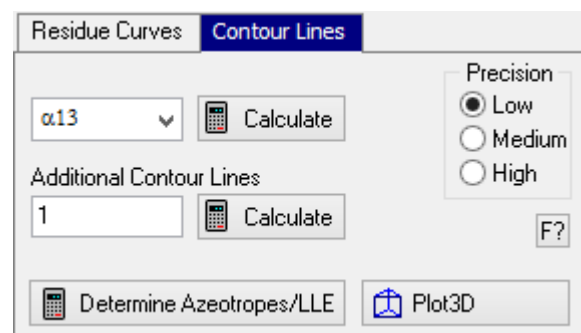 Residue Curves Contour Lines
Precision
α13 Calculate
Low
Medium
High
Additional Contour Lines
1 Calculate
F?
Determine Azeotropes/LLE Plot3D